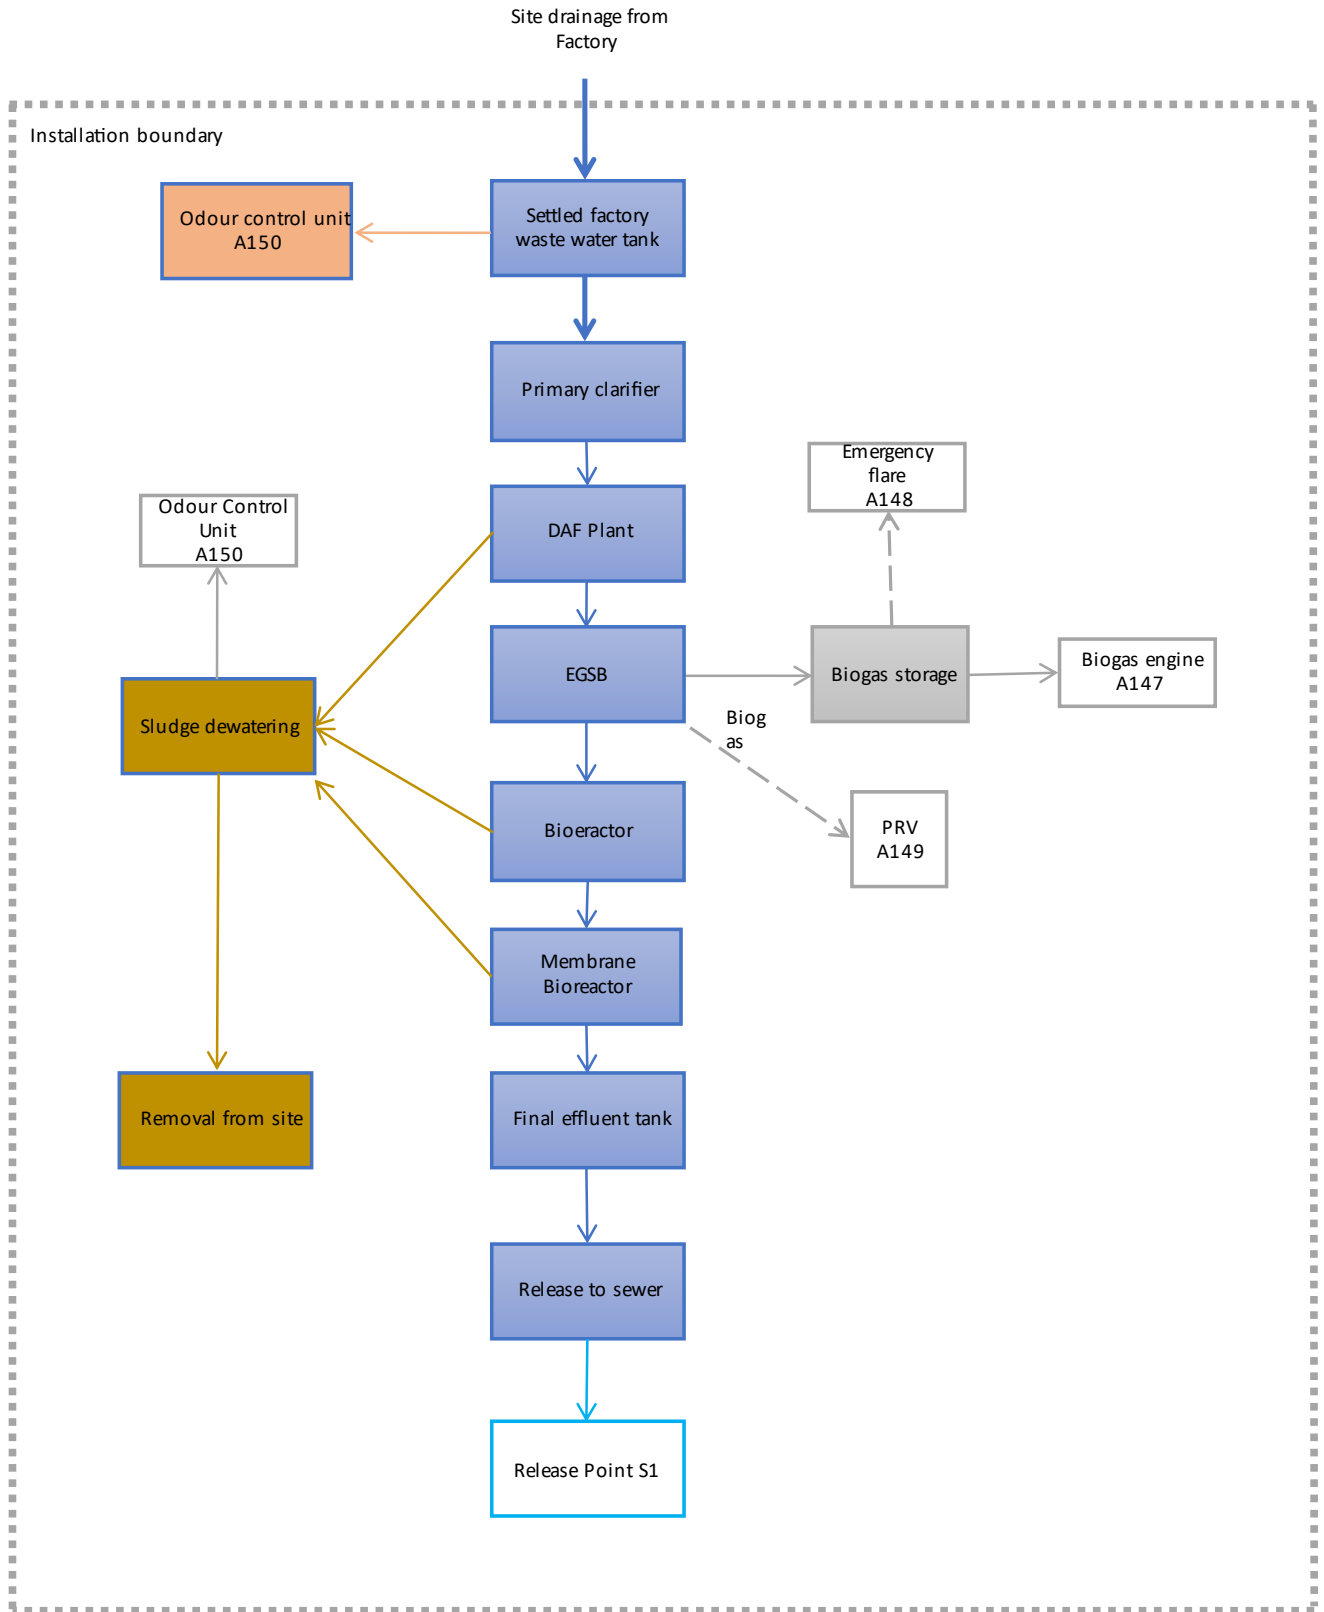 Site drainage from
Factory
Installation boundary
Odour control unit
A150
Settled factory
waste water tank
Primary clarifier
Emergency
flare
A148
Odour Control
Unit
A150
DAF Plant
EGSB
Biogas storage
Biogas engine
A147
Biog
as
Sludge dewatering
Bioeractor
PRV
A149
Membrane
Bioreactor
Removal from site
Final effluent tank
Release to sewer
Release Point S1